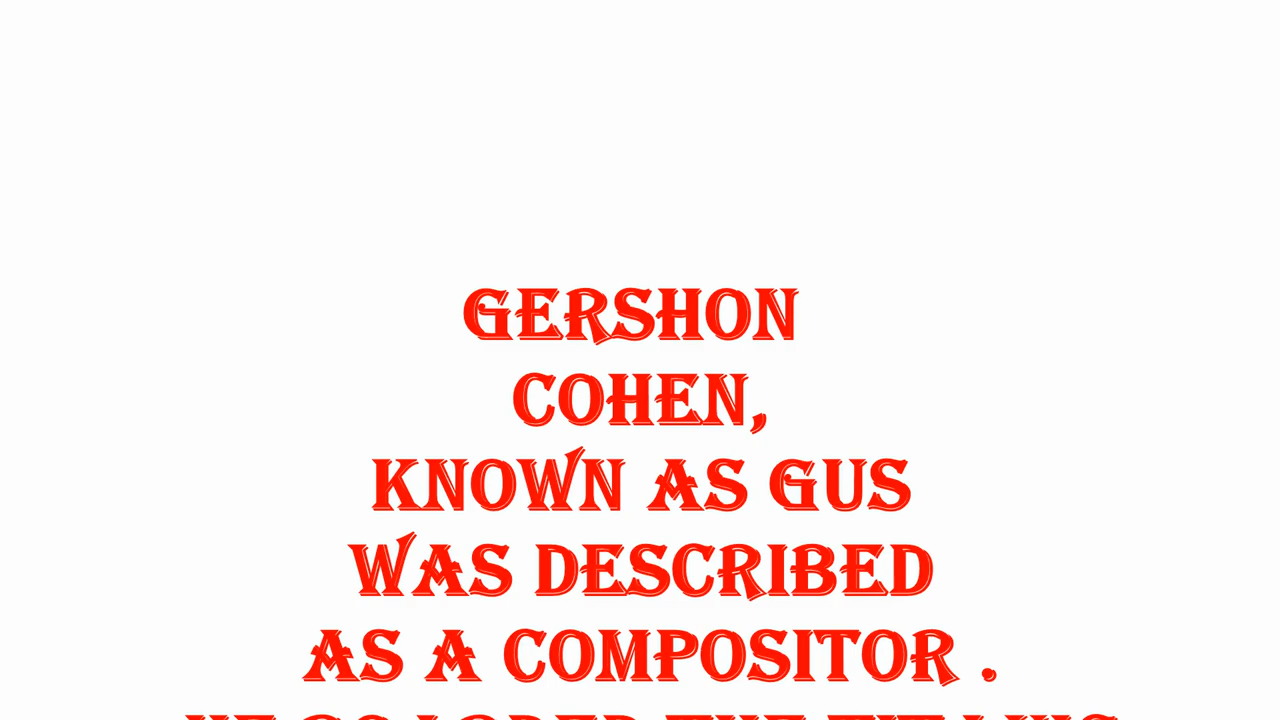 GERSHON
COHEN,
KNOWN AS GUS
WAS DESCRIBED
AS A COMPOSITOR .